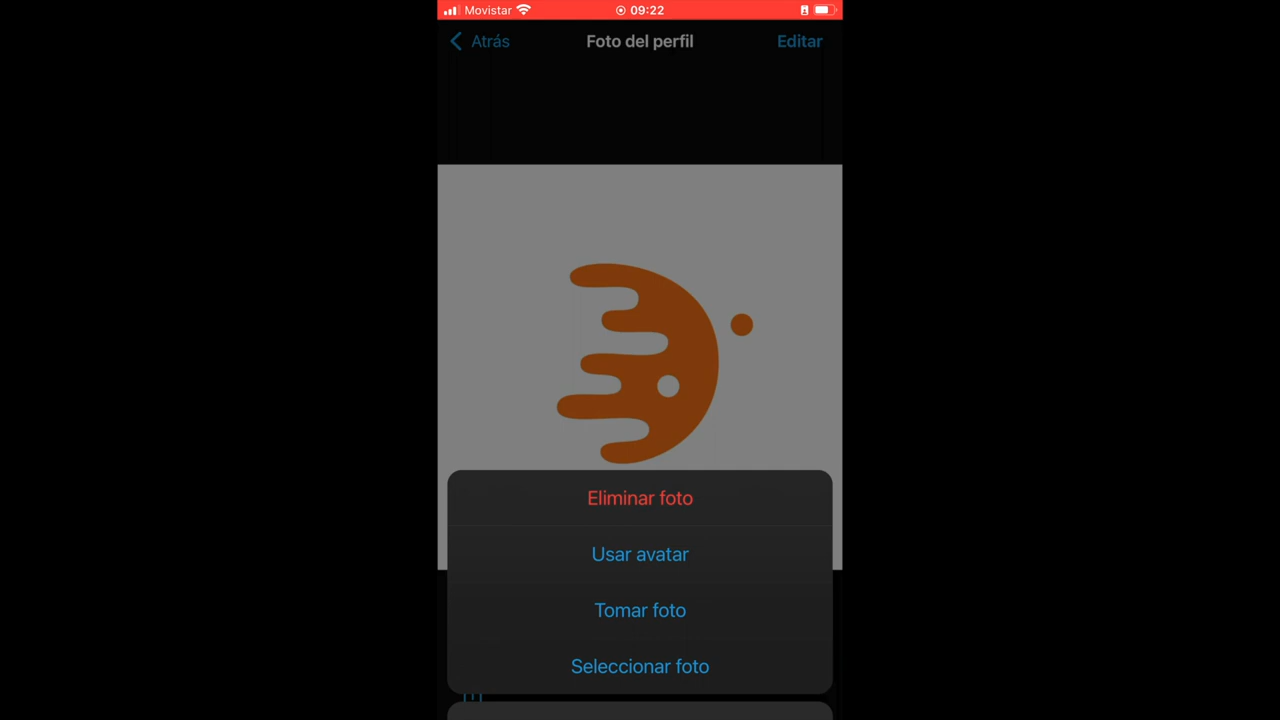 Movistar 09:22
Atrás Foto del perfil Editar
Eliminar foto
Usar avatar
Tomar foto
Seleccionar foto